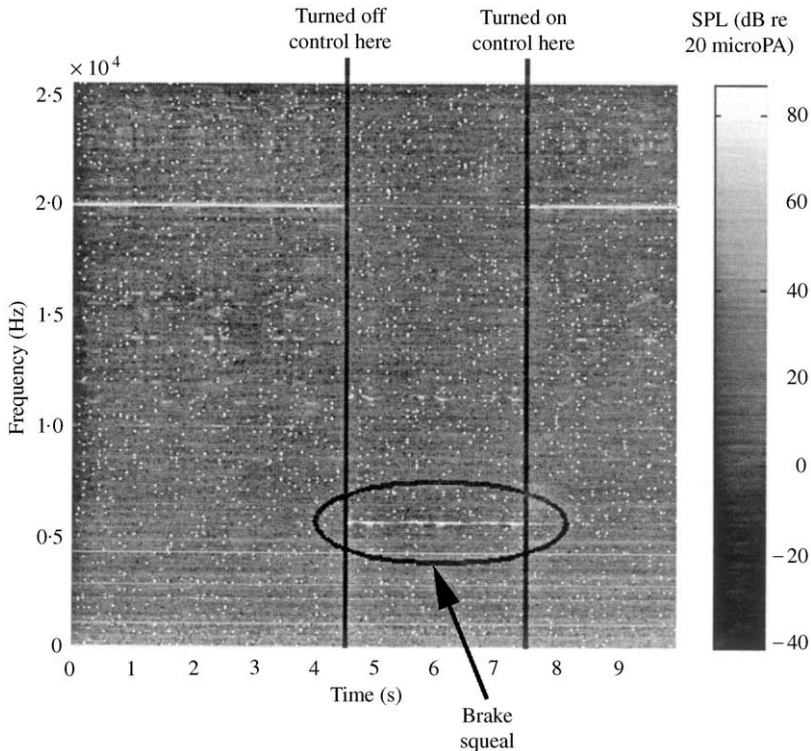 Turned off
control here
Turned on
control here
SPL (dB re
20 microPA)
× 10⁴
2·5
2·0
1·5
1·0
0·5
0
Frequency (Hz)
0 1 2 3 4 5 6 7 8 9
Time (s)
80
60
40
20
0
−20
−40
Brake
squeal